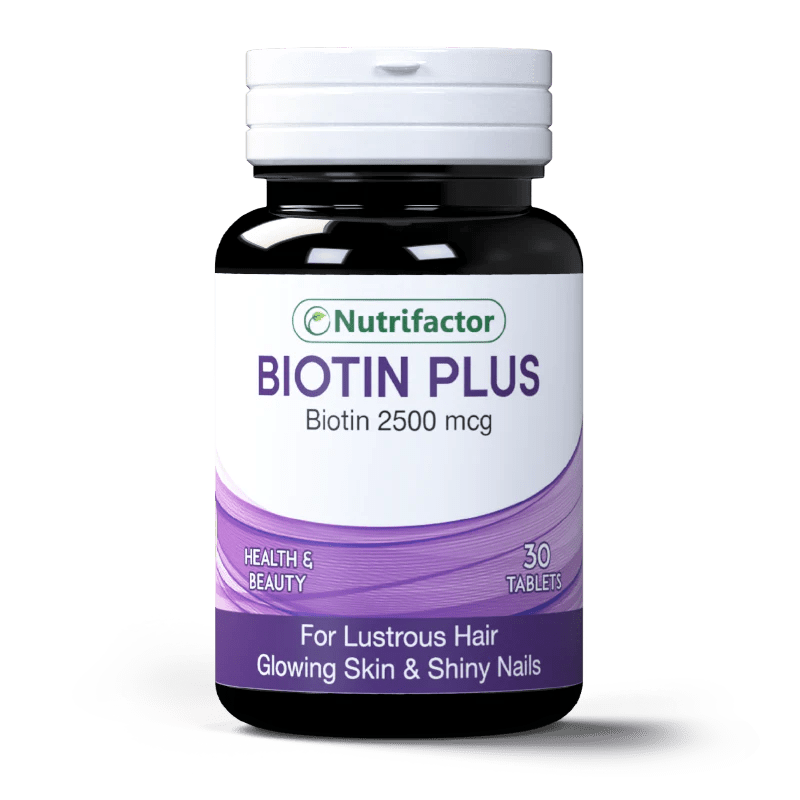 Nutrifactor
BIOTIN PLUS
Biotin 2500 mcg
HEALTH &
BEAUTY
30
TABLETS
For Lustrous Hair
Glowing Skin & Shiny Nails